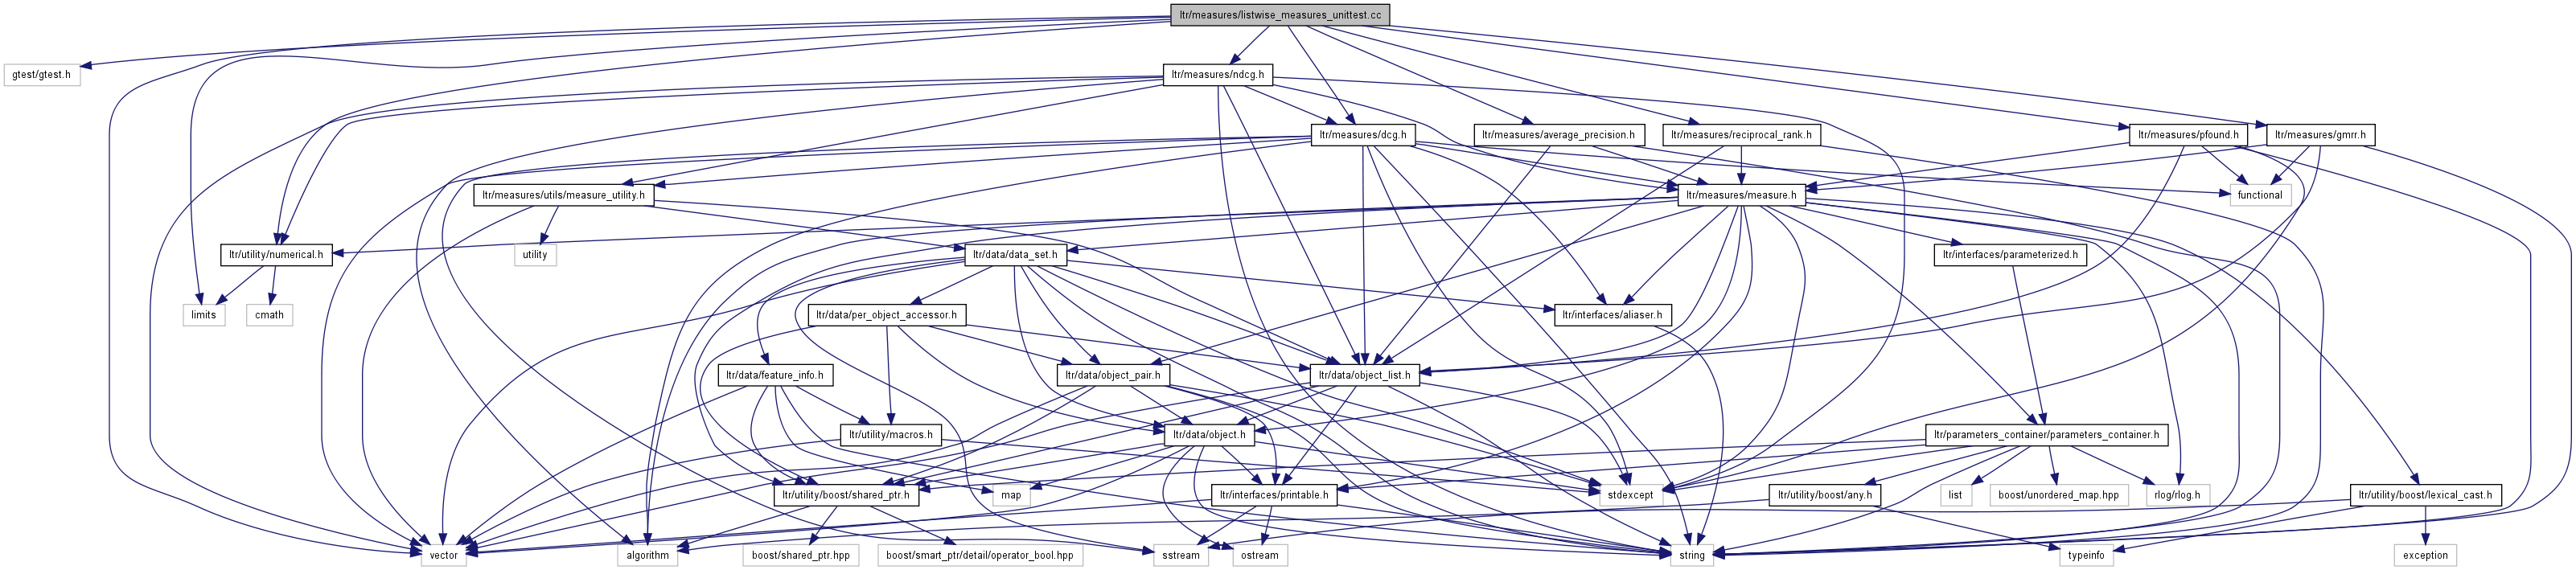 ltr/measures/listwise_measures_unittest.cc
gtest/gtest.h
ltr/measures/ndcg.h
ltr/measures/dcg.h
ltr/measures/average_precision.h
ltr/measures/reciprocal_rank.h
ltr/measures/pfound.h
ltr/measures/gmrr.h
ltr/measures/utils/measure_utility.h
ltr/measures/measure.h
functional
ltr/utility/numerical.h
utility
ltr/data/data_set.h
ltr/interfaces/parameterized.h
limits
cmath
ltr/data/per_object_accessor.h
ltr/interfaces/aliaser.h
ltr/data/feature_info.h
ltr/data/object_pair.h
ltr/data/object_list.h
ltr/utility/macros.h
ltr/data/object.h
ltr/parameters_container/parameters_container.h
ltr/utility/boost/shared_ptr.h
map
ltr/interfaces/printable.h
stdexcept
ltr/utility/boost/any.h
list
boost/unordered_map.hpp
rlog/rlog.h
ltr/utility/boost/lexical_cast.h
vector
algorithm
boost/shared_ptr.hpp
boost/smart_ptr/detail/operator_bool.hpp
sstream
ostream
string
typeinfo
exception